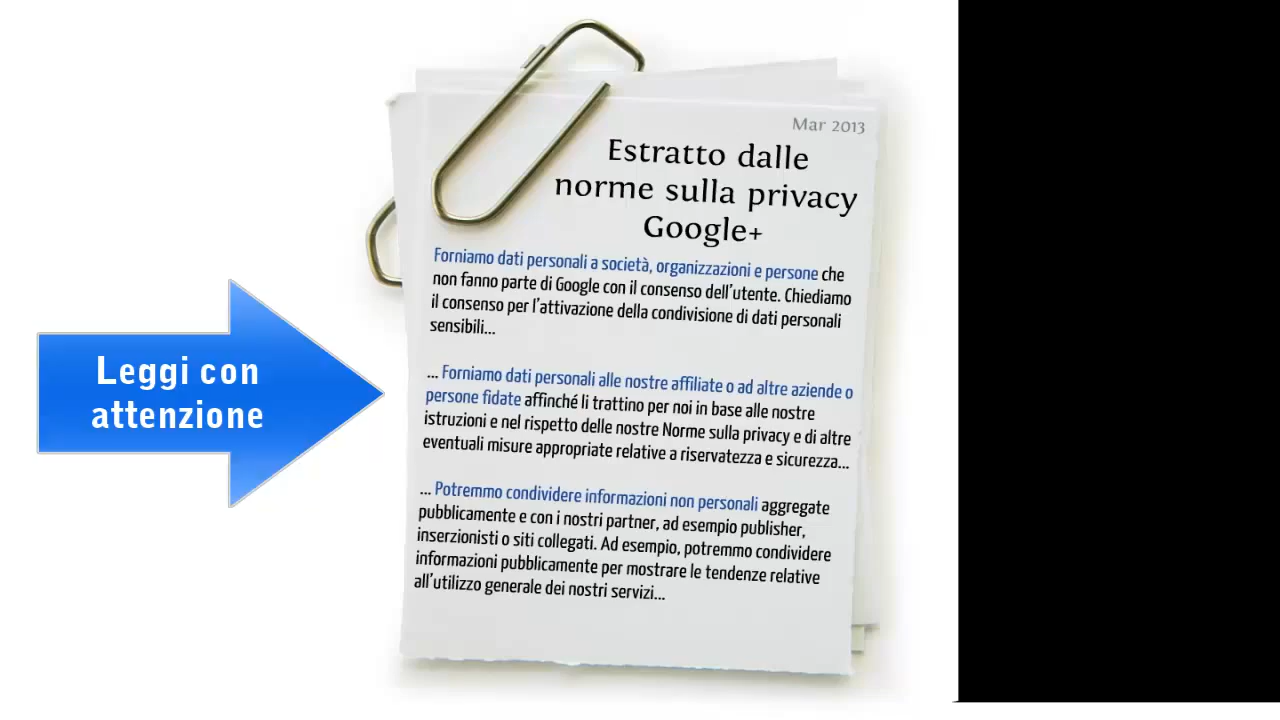 Mar 2013
Estratto dalle
norme sulla privacy
Google+
Forniamo dati personali a società, organizzazioni e persone che
non fanno parte di Google con il consenso dell'utente. Chiediamo
il consenso per l'attivazione della condivisione di dati personali
sensibili...
... Forniamo dati personali alle nostre affiliate o ad altre aziende o
persone fidate affinché li trattino per noi in base alle nostre
istruzioni e nel rispetto delle nostre Norme sulla privacy e di altre
eventuali misure appropriate relative a riservatezza e sicurezza...
... Potremmo condividere informazioni non personali aggregate
pubblicamente e con i nostri partner, ad esempio publisher,
inserzionisti o siti collegati. Ad esempio, potremmo condividere
informazioni pubblicamente per mostrare le tendenze relative
all'utilizzo generale dei nostri servizi...
Leggi con
attenzione